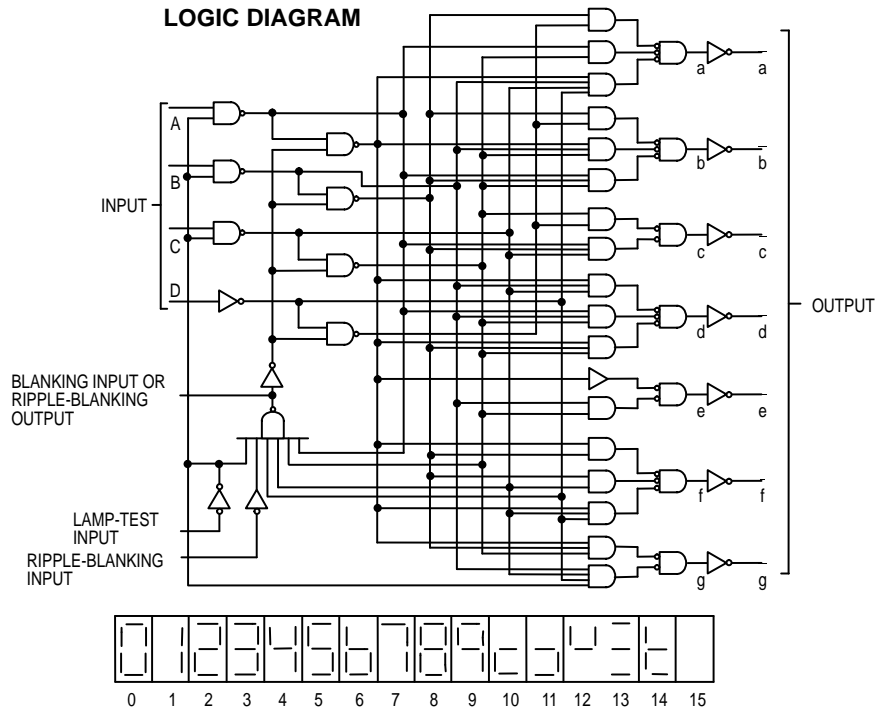 LOGIC DIAGRAM
a
a̅
A
b
b̅
B
INPUT
C
c
c̅
D
OUTPUT
d
d̅
BLANKING INPUT OR
RIPPLE-BLANKING
OUTPUT
e
e̅
f
f̅
LAMP-TEST
INPUT
RIPPLE-BLANKING
INPUT
g
g̅
0 1 2 3 4 5 6 7 8 9 10 11 12 13 14 15